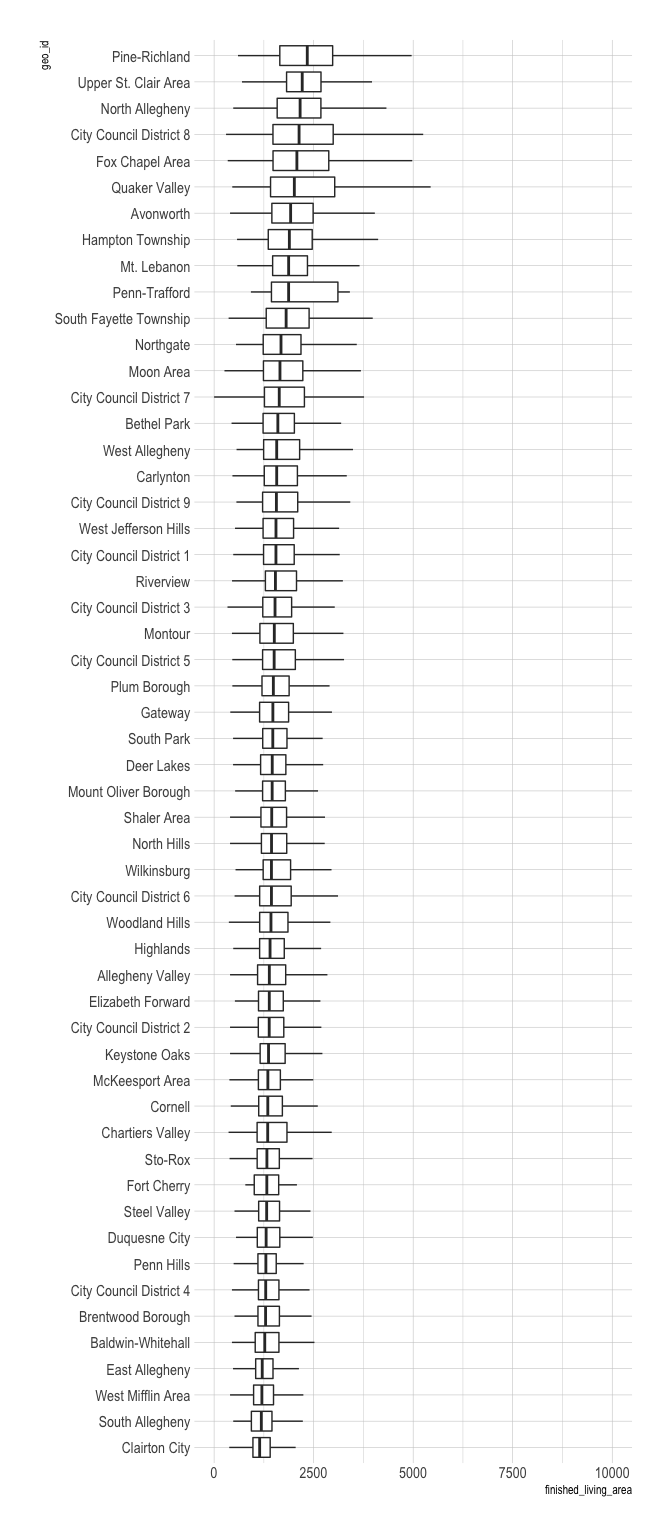 geo_id
Pine-Richland
Upper St. Clair Area
North Allegheny
City Council District 8
Fox Chapel Area
Quaker Valley
Avonworth
Hampton Township
Mt. Lebanon
Penn-Trafford
South Fayette Township
Northgate
Moon Area
City Council District 7
Bethel Park
West Allegheny
Carlynton
City Council District 9
West Jefferson Hills
City Council District 1
Riverview
City Council District 3
Montour
City Council District 5
Plum Borough
Gateway
South Park
Deer Lakes
Mount Oliver Borough
Shaler Area
North Hills
Wilkinsburg
City Council District 6
Woodland Hills
Highlands
Allegheny Valley
Elizabeth Forward
City Council District 2
Keystone Oaks
McKeesport Area
Cornell
Chartiers Valley
Sto-Rox
Fort Cherry
Steel Valley
Duquesne City
Penn Hills
City Council District 4
Brentwood Borough
Baldwin-Whitehall
East Allegheny
West Mifflin Area
South Allegheny
Clairton City
0 2500 5000 7500 10000
finished_living_area